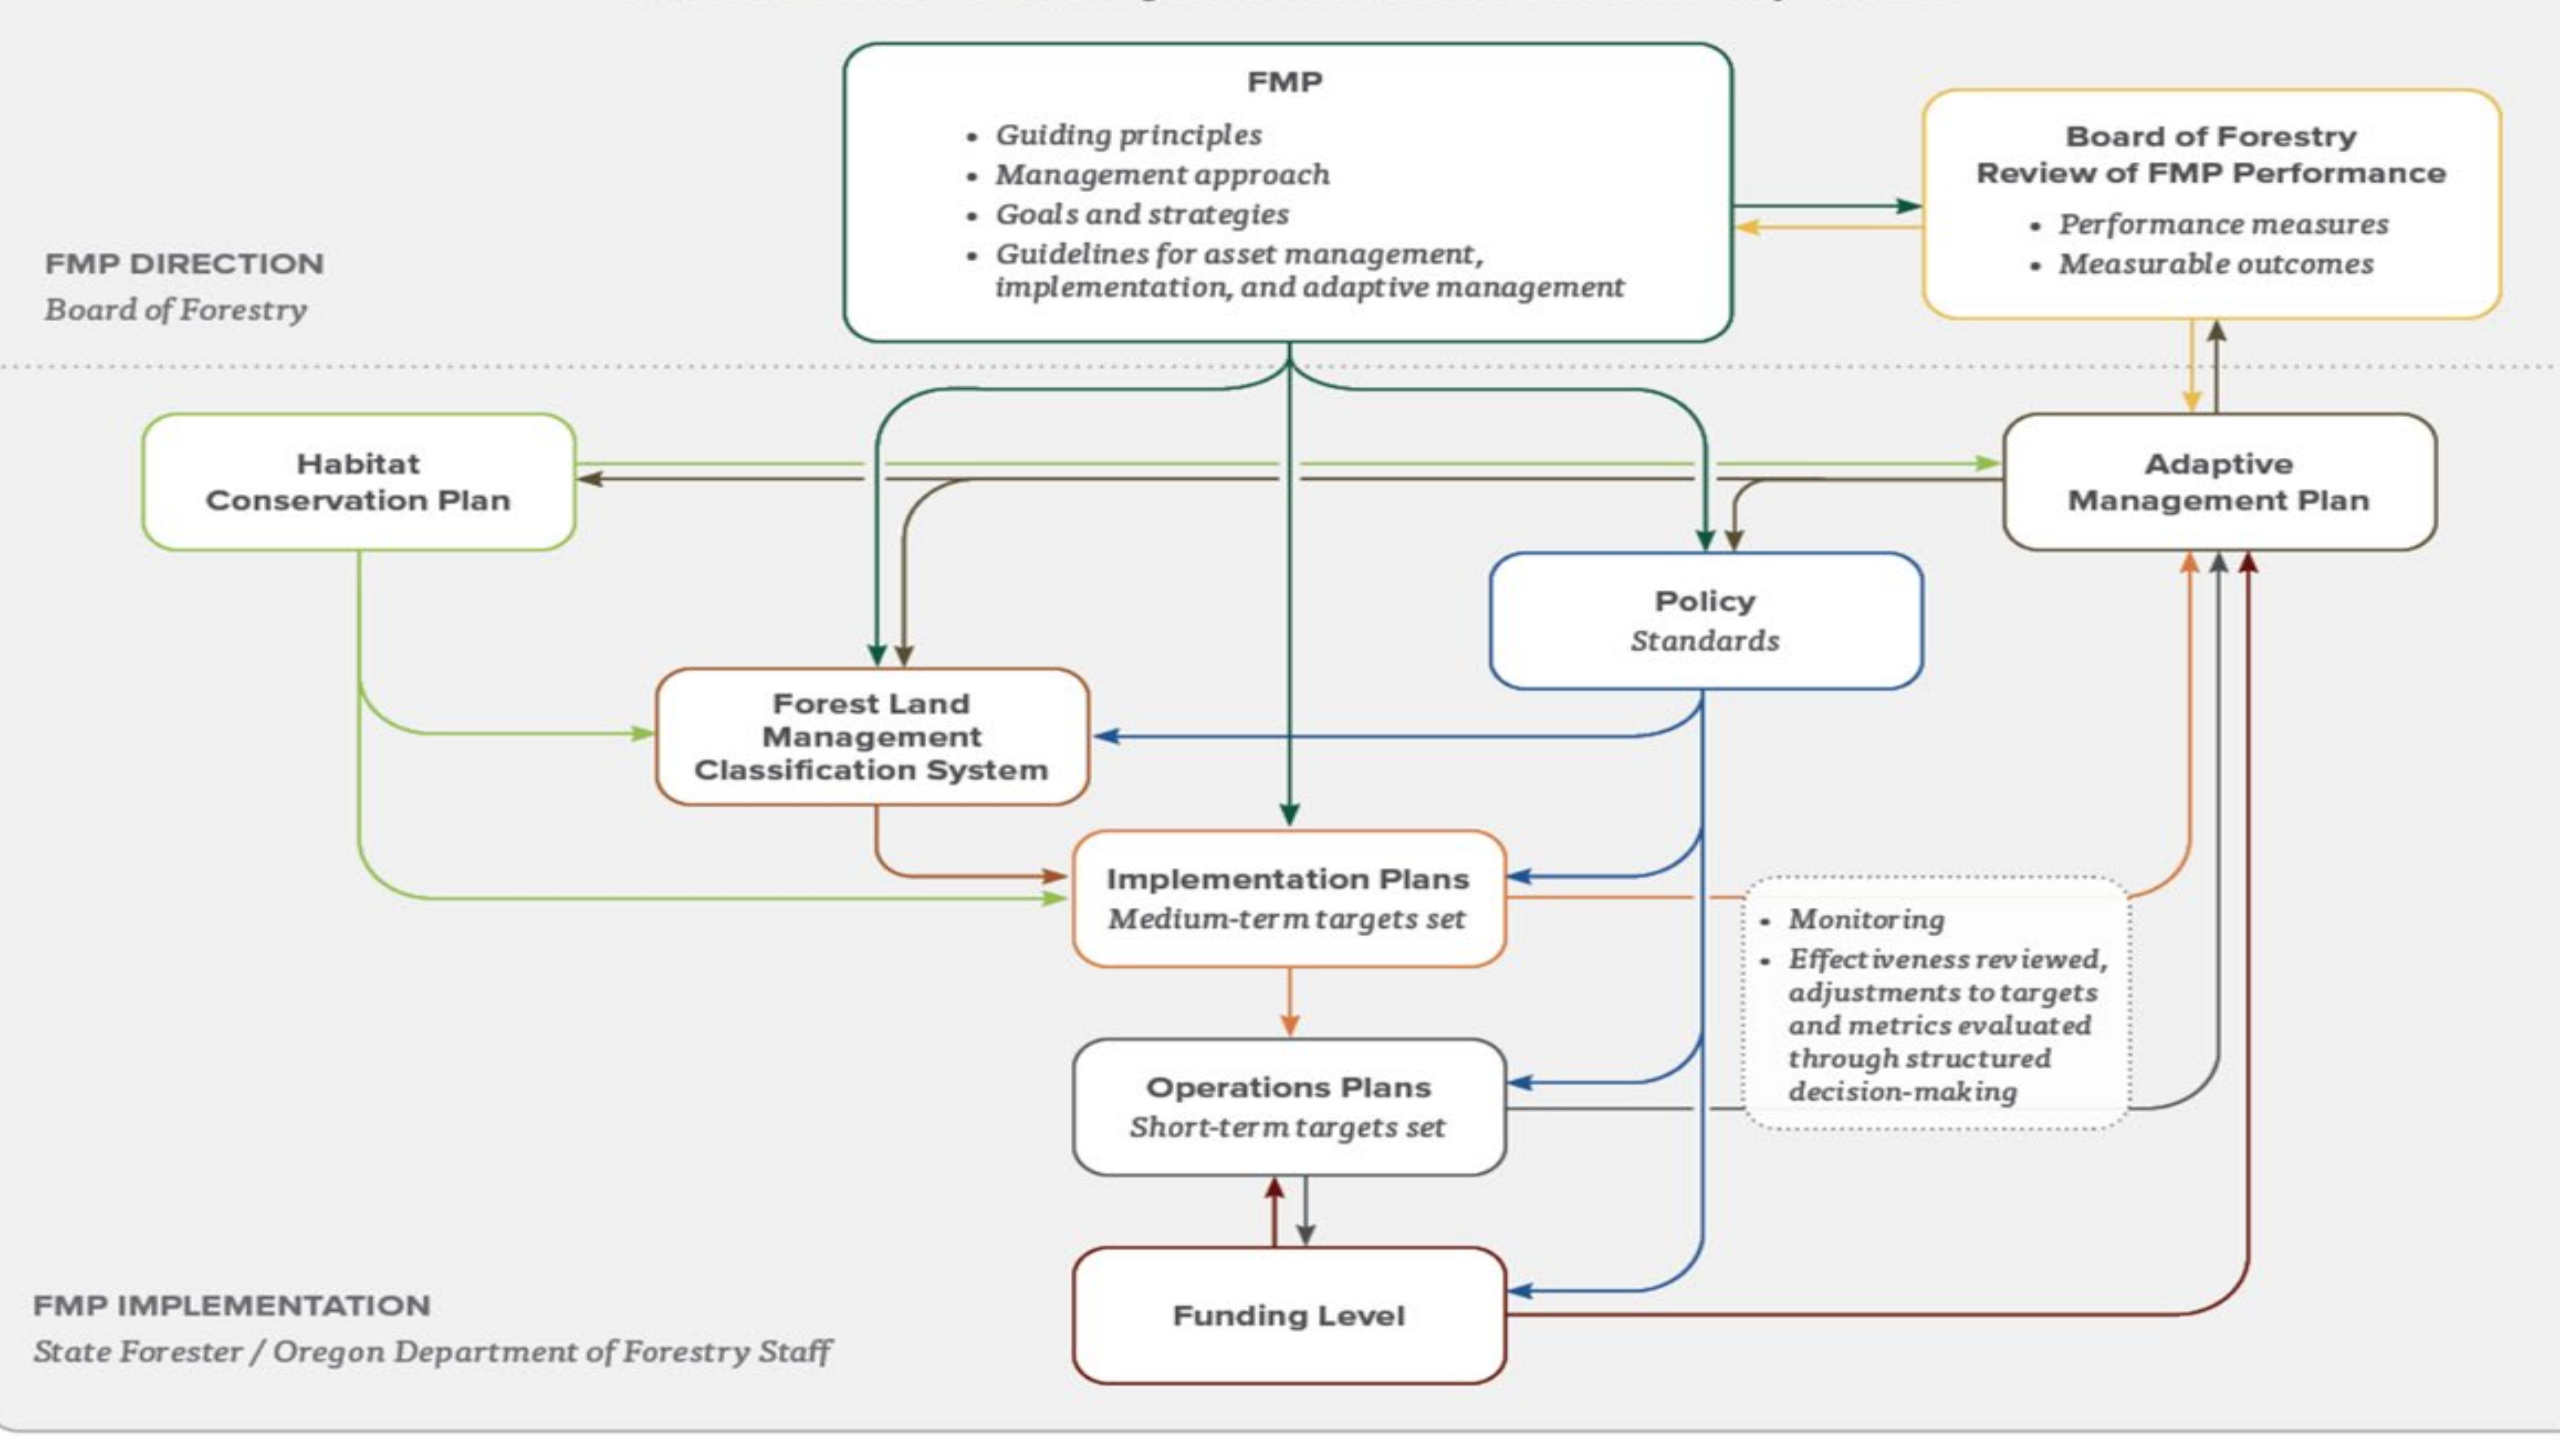 FMP
• Guiding principles
• Management approach
• Goals and strategies
• Guidelines for asset management,
implementation, and adaptive management
Board of Forestry
Review of FMP Performance
• Performance measures
• Measurable outcomes
FMP DIRECTION
Board of Forestry
Habitat
Conservation Plan
Adaptive
Management Plan
Policy
Standards
Forest Land
Management
Classification System
Implementation Plans
Medium-term targets set
• Monitoring
• Effectiveness reviewed,
adjustments to targets
and metrics evaluated
through structured
decision-making
Operations Plans
Short-term targets set
Funding Level
FMP IMPLEMENTATION
State Forester / Oregon Department of Forestry Staff